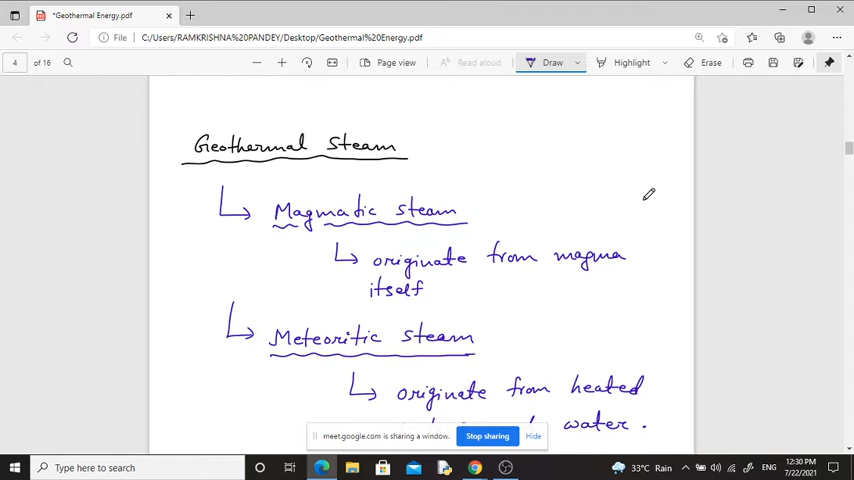 *Geothermal Energy.pdf
File C:/Users/RAMKRISHNA%20PANDEY/Desktop/Geothermal%20Energy.pdf
4 of 16 Page view Read aloud Draw Highlight Erase
Geothermal Steam
Magmatic steam
originate from magma
itself
Meteoritic steam
originate from heated
water.
meet.google.com is sharing a window. Stop sharing Hide
Type here to search
33°C Rain ENG 12:30 PM
7/22/2021